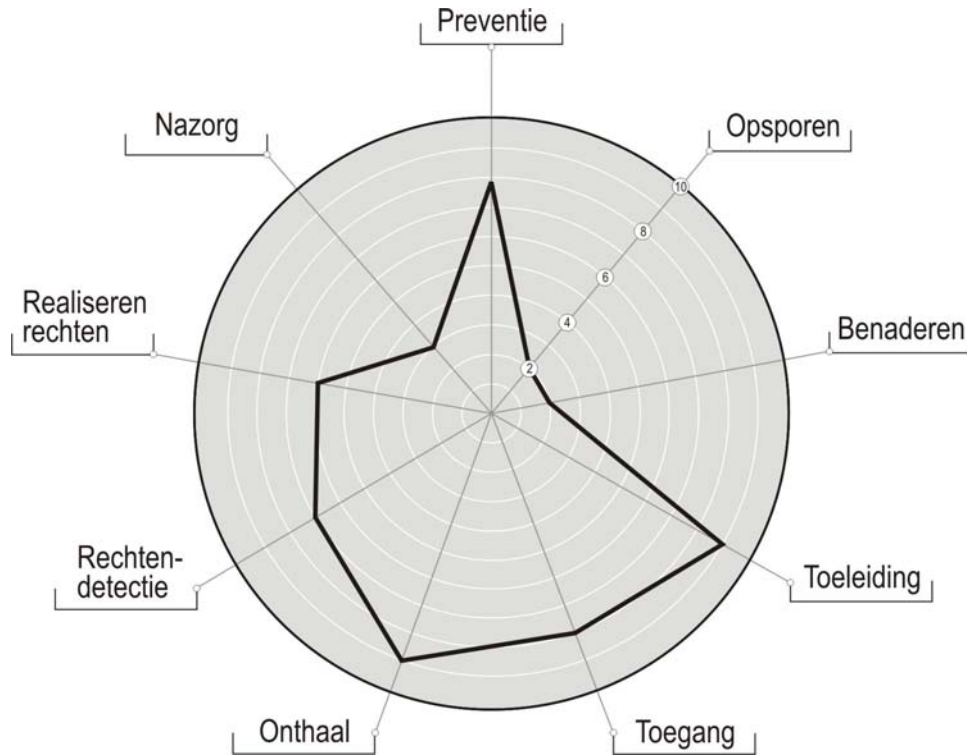 Preventie
Opsporen
Nazorg
10
8
6
4
2
Realiseren
rechten
Benaderen
Rechten-
detectie
Toeleiding
Onthaal
Toegang